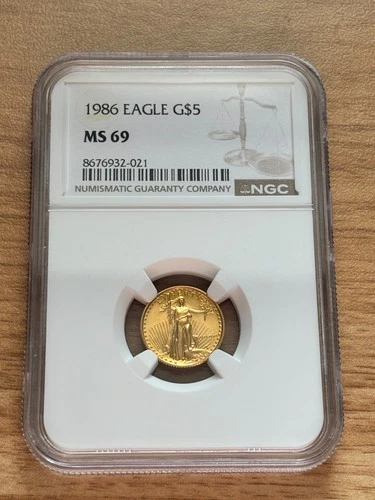 1986 EAGLE G$5
MS 69
8676932-021
NUMISMATIC GUARANTY COMPANY NGC